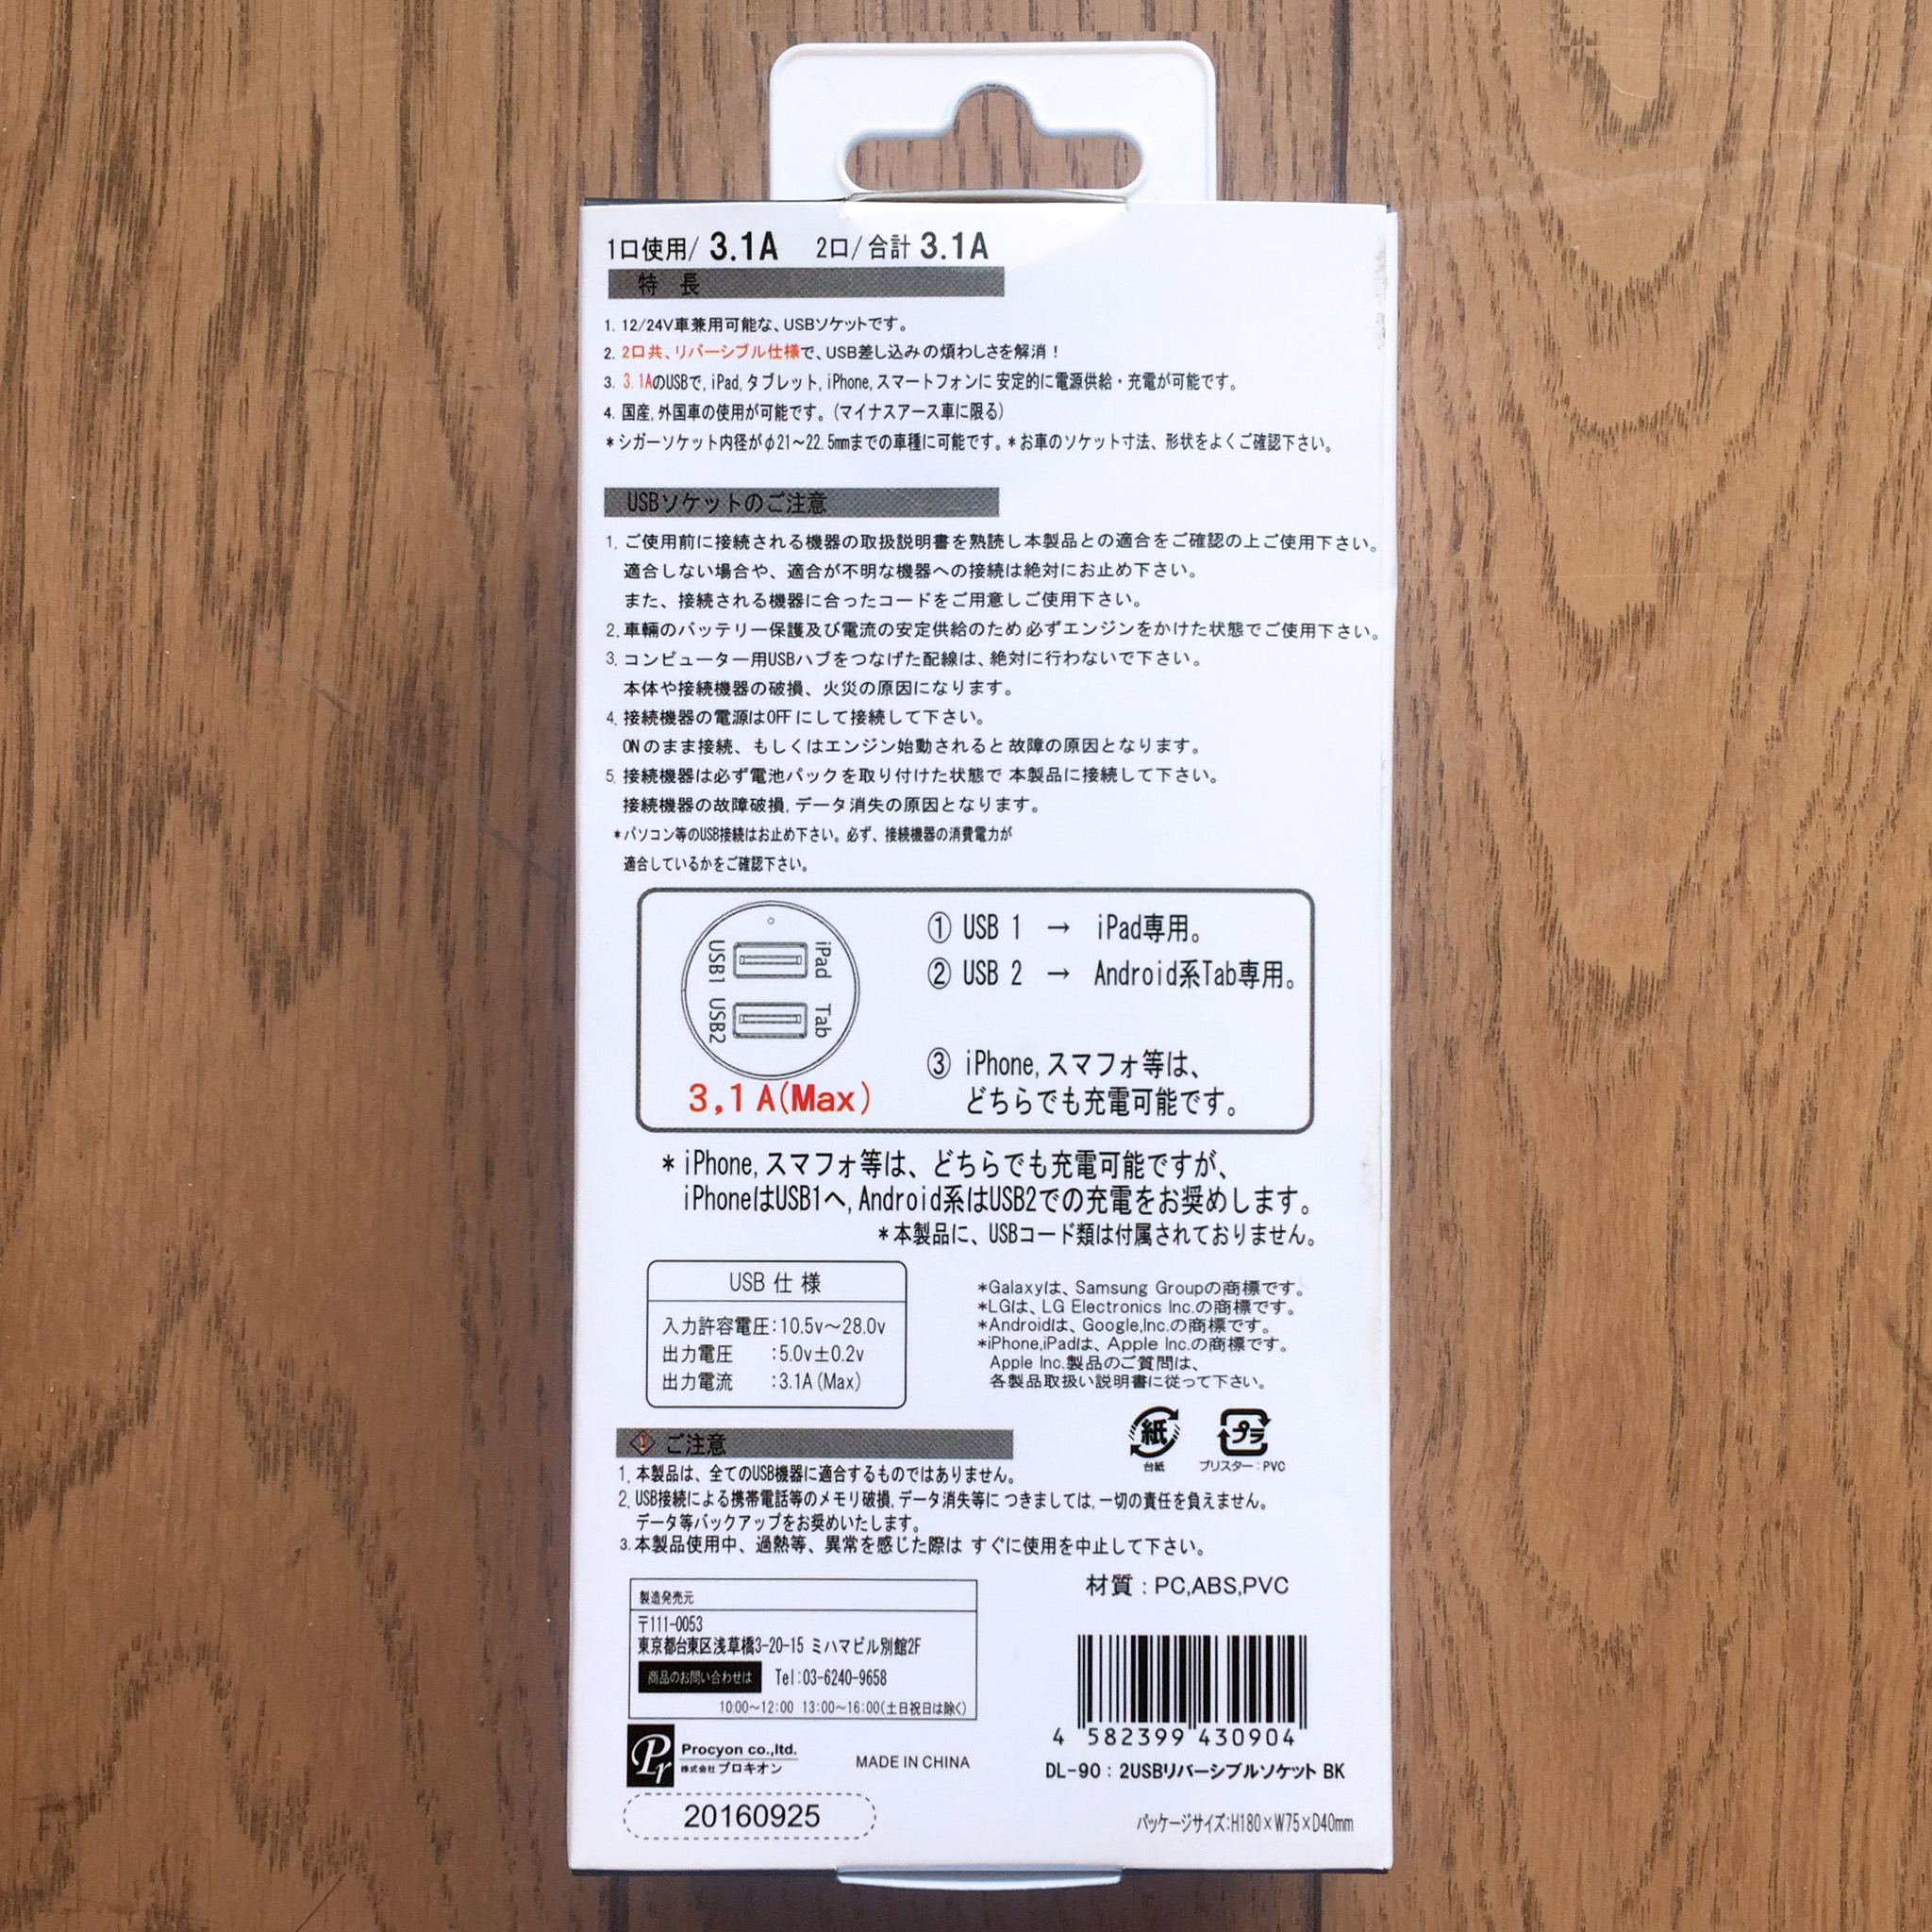 1口使用/ 3.1A 2口/合計 3.1A
特 長
1. 12/24V車兼用可能な、USBソケットです。
2. 2口共、リバーシブル仕様で、USB差し込みの煩わしさを解消！
3. 3.1AのUSBで, iPad, タブレット, iPhone, スマートフォンに 安定的に電源供給・充電が可能です。
4. 国産, 外国車の使用が可能です。(マイナスアース車に限る)
*シガーソケット内径がφ21～22.5mmまでの車種に可能です。*お車のソケット寸法、形状をよくご確認下さい。
USBソケットのご注意
1. ご使用前に接続される機器の取扱説明書を熟読し本製品との適合をご確認の上ご使用下さい。
適合しない場合や、適合が不明な機器への接続は絶対にお止め下さい。
また、接続される機器に合ったコードをご用意しご使用下さい。
2. 車輛のバッテリー保護及び電流の安定供給のため 必ずエンジンをかけた状態でご使用下さい。
3. コンピューター用USBハブをつなげた配線は、絶対に行わないで下さい。
本体や接続機器の破損、火災の原因になります。
4. 接続機器の電源はOFFにして接続して下さい。
ONのまま接続、もしくはエンジン始動されると 故障の原因となります。
5. 接続機器は必ず電池パックを取り付けた状態で 本製品に接続して下さい。
接続機器の故障破損, データ消失の原因となります。
*パソコン等のUSB接続はお止め下さい。必ず、接続機器の消費電力が
適合しているかをご確認下さい。
① USB 1 → iPad専用。
② USB 2 → Android系Tab専用。
③ iPhone, スマフォ等は、
どちらでも充電可能です。
USB1 iPad
USB2 Tab
3,1A(Max)
* iPhone, スマフォ等は、どちらでも充電可能ですが、
iPhoneはUSB1へ, Android系はUSB2での充電をお奨めします。
*本製品に、USBコード類は付属されておりません。
USB 仕 様
入力許容電圧:10.5v～28.0v
出力電圧 :5.0v±0.2v
出力電流 :3.1A (Max)
*Galaxyは、Samsung Groupの商標です。
*LGは、LG Electronics Inc.の商標です。
*Androidは、Google,Inc.の商標です。
*iPhone,iPadは、Apple Inc.の商標です。
Apple Inc.製品のご質問は、
各製品取扱い説明書に従って下さい。
紙 プラ
台紙 ブリスター：PVC
ご注意
1. 本製品は、全てのUSB機器に適合するものではありません。
2. USB接続による携帯電話等のメモリ破損, データ消失等に つきましては, 一切の責任を負えません。
データ等バックアップをお奨めいたします。
3. 本製品使用中、過熱等、異常を感じた際は すぐに使用を中止して下さい。
材質：PC,ABS,PVC
製造発売元
〒111-0053
東京都台東区浅草橋3-20-15 ミハマビル別館2F
商品のお問い合わせは Tel:03-6240-9658
10:00～12:00 13:00～16:00(土日祝日は除く)
4 582399 430904
Pr Procyon co.,ltd.
株式会社プロキオン
MADE IN CHINA
DL-90：2USBリバーシブルソケット BK
20160925
パッケージサイズ:H180×W75×D40mm